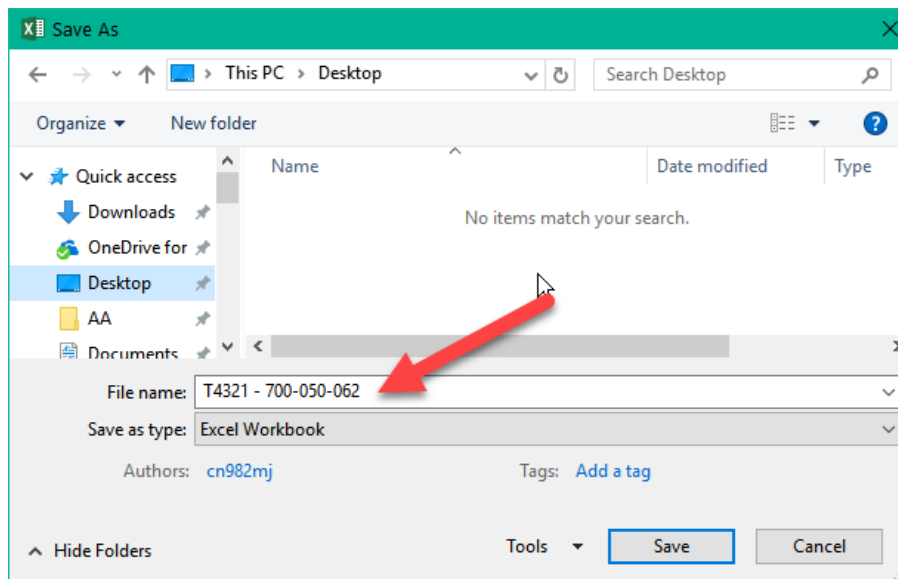 Save As
This PC > Desktop
Search Desktop
Organize
New folder
?
Name
Date modified
Type
Quick access
No items match your search.
Downloads
OneDrive for
Desktop
AA
Documents
File name: T4321 - 700-050-062
Save as type: Excel Workbook
Authors: cn982mj
Tags: Add a tag
Hide Folders
Tools
Save
Cancel